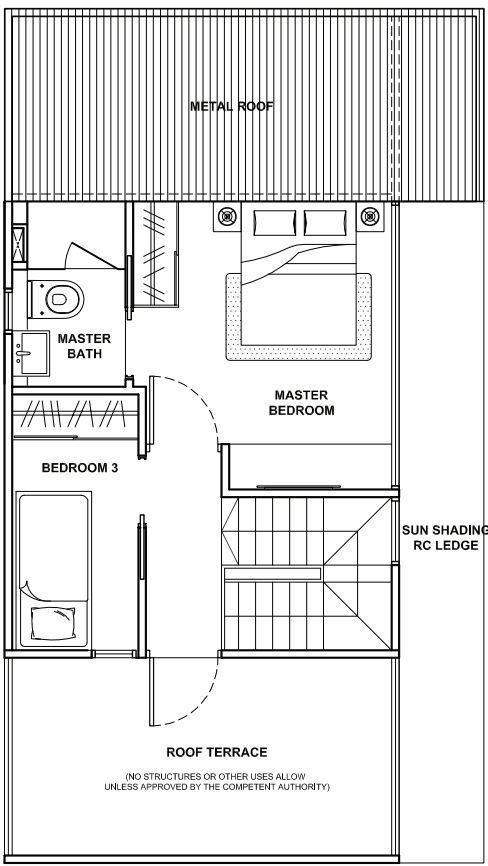 METAL ROOF
MASTER
BATH
MASTER
BEDROOM
BEDROOM 3
SUN SHADING
RC LEDGE
ROOF TERRACE
(NO STRUCTURES OR OTHER USES ALLOW
UNLESS APPROVED BY THE COMPETENT AUTHORITY)